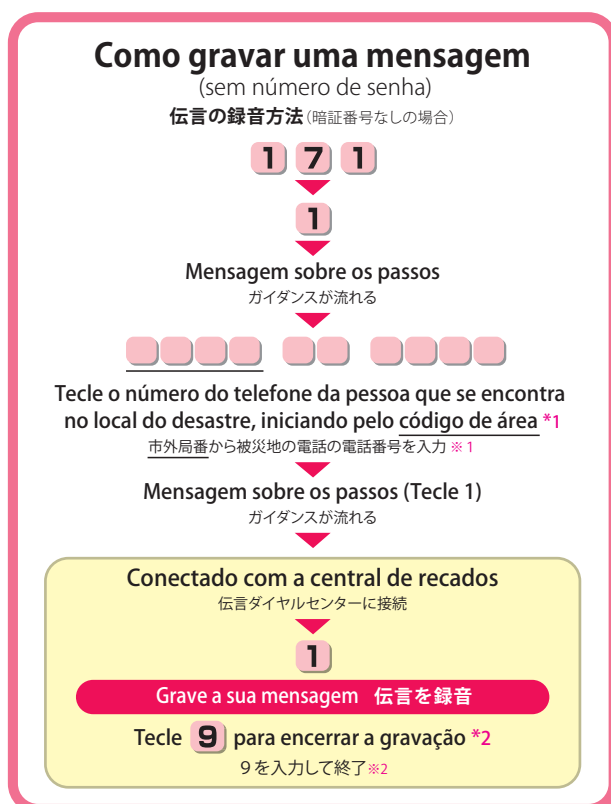 Como gravar uma mensagem
(sem número de senha)
伝言の録音方法(暗証番号なしの場合)
1 7 1
1
Mensagem sobre os passos
ガイダンスが流れる
Tecle o número do telefone da pessoa que se encontra
no local do desastre, iniciando pelo código de área *1
市外局番から被災地の電話の電話番号を入力 ※1
Mensagem sobre os passos (Tecle 1)
ガイダンスが流れる
Conectado com a central de recados
伝言ダイヤルセンターに接続
1
Grave a sua mensagem 伝言を録音
Tecle 9 para encerrar a gravação *2
9を入力して終了※2